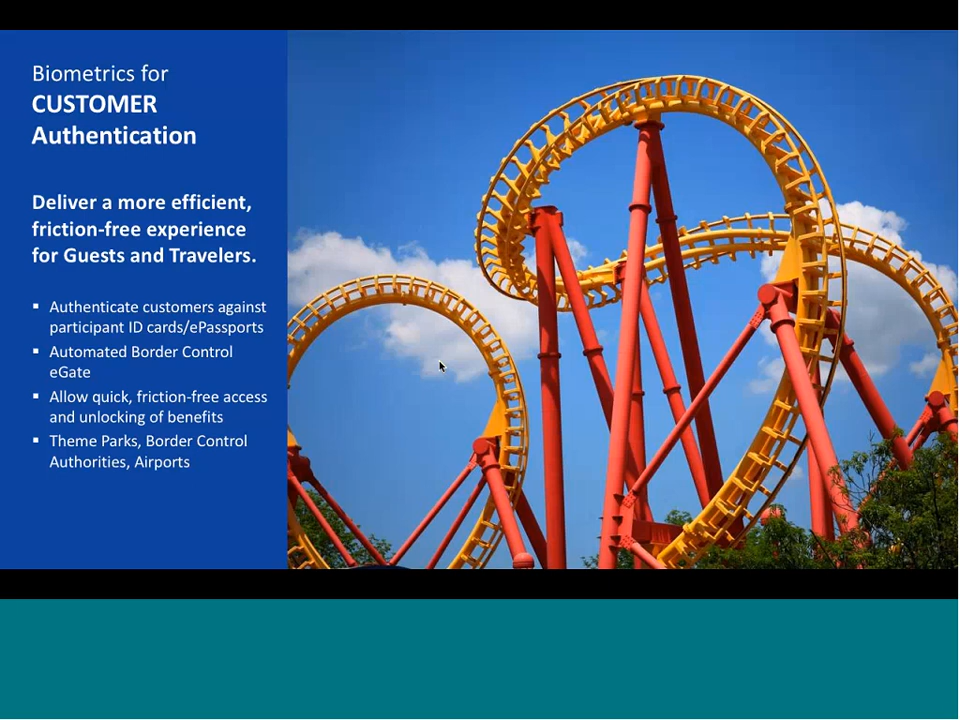 Biometrics for
CUSTOMER
Authentication
Deliver a more efficient,
friction-free experience
for Guests and Travelers.
▪ Authenticate customers against
participant ID cards/ePassports
▪ Automated Border Control
eGate
▪ Allow quick, friction-free access
and unlocking of benefits
▪ Theme Parks, Border Control
Authorities, Airports